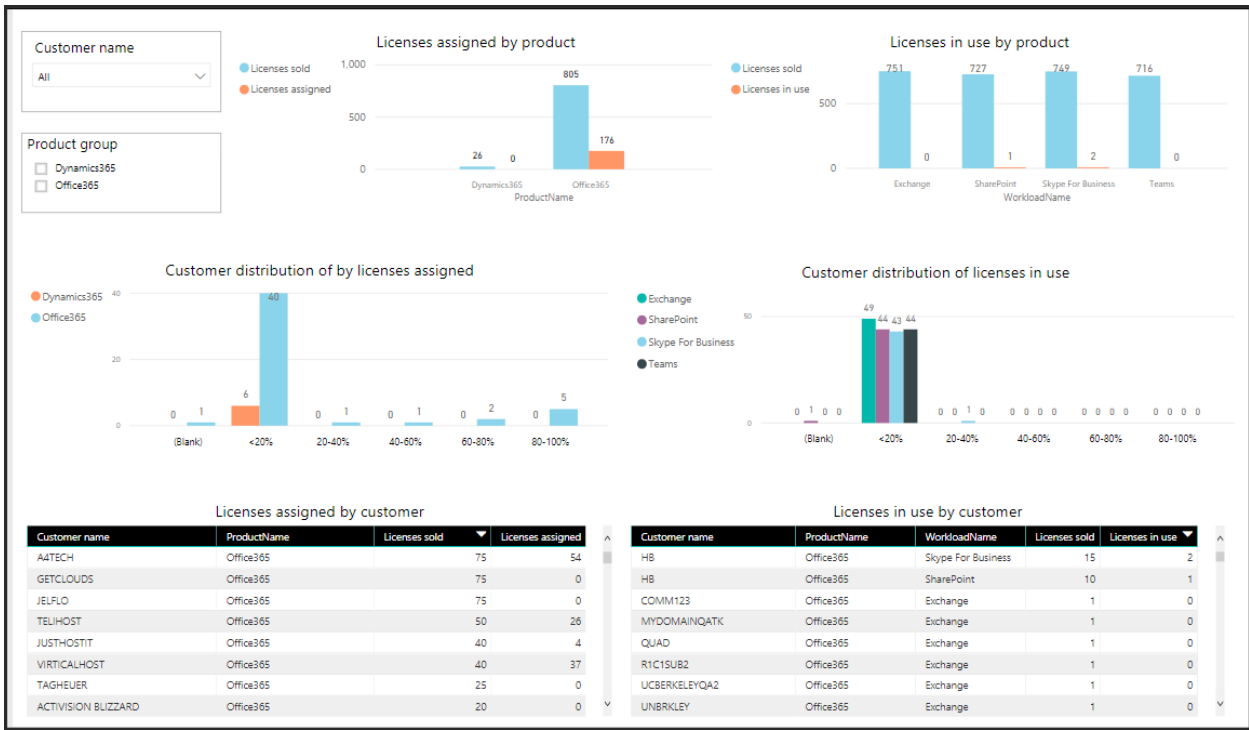 Customer name
All
Product group
Dynamics365
Office365
Licenses assigned by product
Licenses sold
Licenses assigned
1,000
500
0
26
0
805
176
Dynamics365
Office365
ProductName
Licenses in use by product
Licenses sold
Licenses in use
500
0
751
0
727
1
749
2
716
0
Exchange
SharePoint
Skype For Business
Teams
WorkloadName
Customer distribution of by licenses assigned
Dynamics365
Office365
40
20
0
0 1
6 40
0 1
0 1
0 2
0 5
(Blank) <20% 20-40% 40-60% 60-80% 80-100%
Customer distribution of licenses in use
Exchange
SharePoint
Skype For Business
Teams
50
0
0 1 0 0
49 44 43 44
0 0 1 0
0 0 0 0
0 0 0 0
0 0 0 0
(Blank) <20% 20-40% 40-60% 60-80% 80-100%
Licenses assigned by customer
Customer name ProductName Licenses sold Licenses assigned
A4TECH Office365 75 54
GETCLOUDS Office365 75 0
JELFLO Office365 75 0
TELIHOST Office365 50 26
JUSTHOSTIT Office365 40 4
VIRTICALHOST Office365 40 37
TAGHEUER Office365 25 0
ACTIVISION BLIZZARD Office365 20 0
Licenses in use by customer
Customer name ProductName WorkloadName Licenses sold Licenses in use
HB Office365 Skype For Business 15 2
HB Office365 SharePoint 10 1
COMM123 Office365 Exchange 1 0
MYDOMAINQATK Office365 Exchange 1 0
QUAD Office365 Exchange 1 0
R1C1SUB2 Office365 Exchange 1 0
UCBERKELEYQA2 Office365 Exchange 1 0
UNBRKLEY Office365 Exchange 1 0